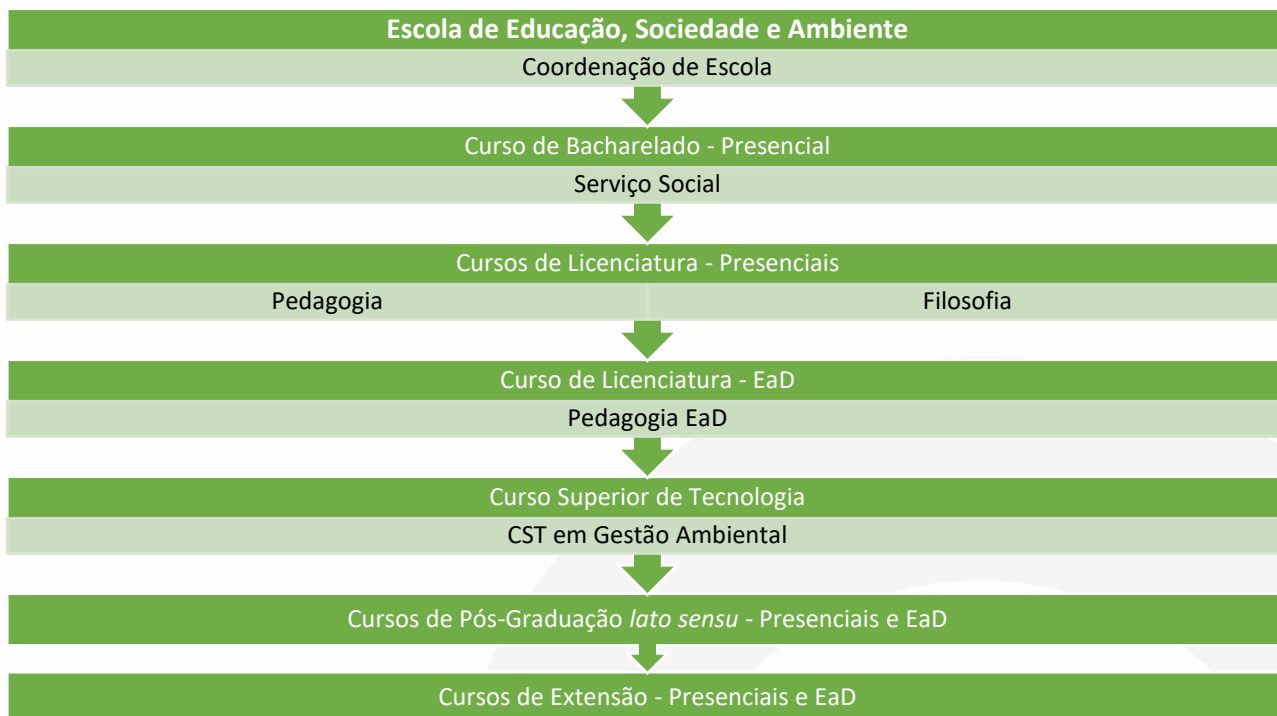 Escola de Educação, Sociedade e Ambiente
Coordenação de Escola
Curso de Bacharelado - Presencial
Serviço Social
Cursos de Licenciatura - Presenciais
Pedagogia
Filosofia
Curso de Licenciatura - EaD
Pedagogia EaD
Curso Superior de Tecnologia
CST em Gestão Ambiental
Cursos de Pós-Graduação lato sensu - Presenciais e EaD
Cursos de Extensão - Presenciais e EaD